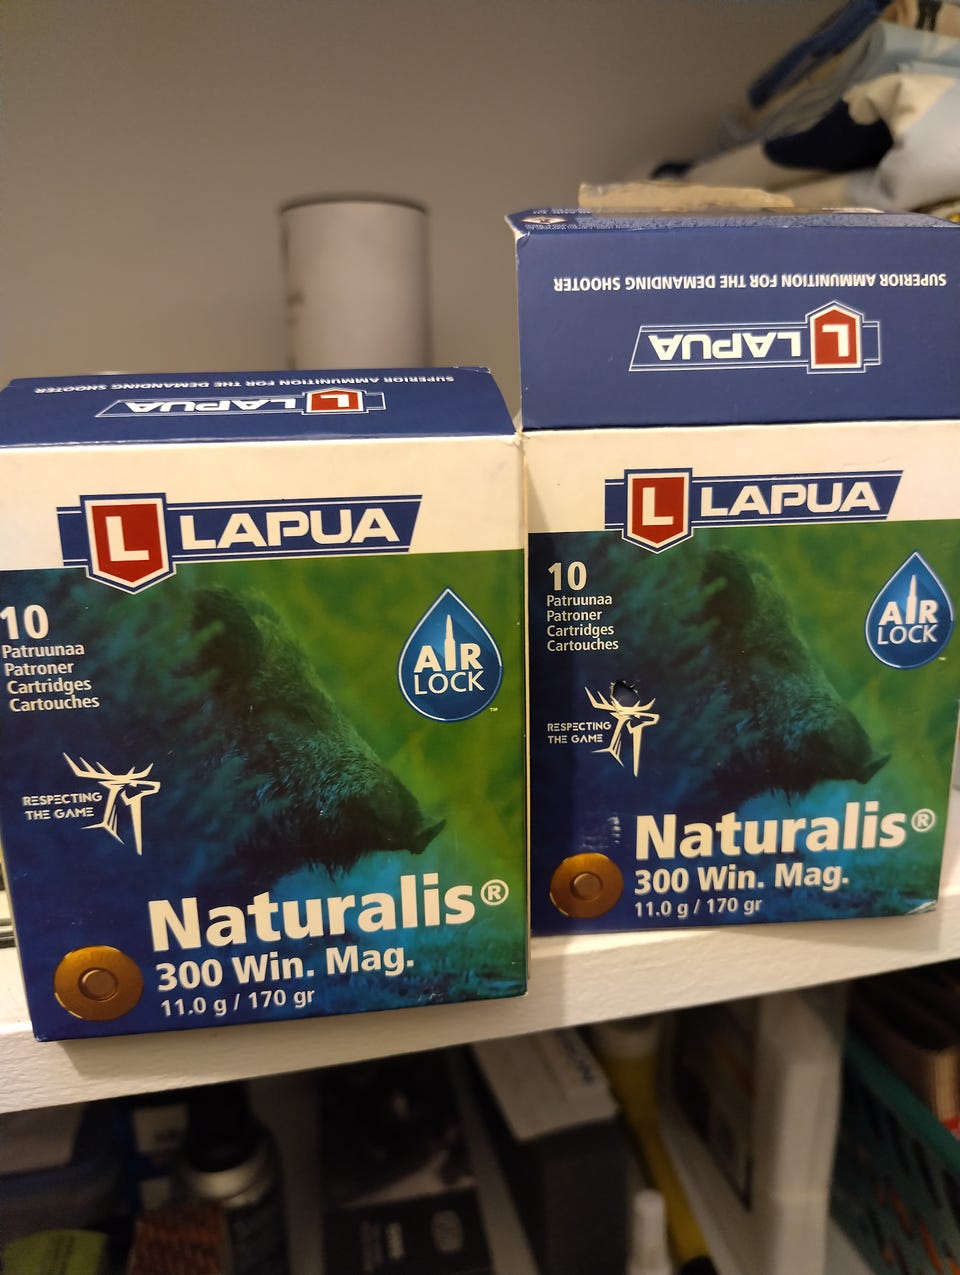 SUPERIOR AMMUNITION FOR THE DEMANDING SHOOTER
L LAPUA
L LAPUA
10
Patruunaa
Patroner
Cartridges
Cartouches
AIR
LOCK
™
RESPECTING
THE GAME
Naturalis®
300 Win. Mag.
11.0 g / 170 gr
SUPERIOR AMMUNITION FOR THE DEMANDING SHOOTER
L LAPUA
L LAPUA
10
Patruunaa
Patroner
Cartridges
Cartouches
AIR
LOCK
™
RESPECTING
THE GAME
Naturalis®
300 Win. Mag.
11.0 g / 170 gr